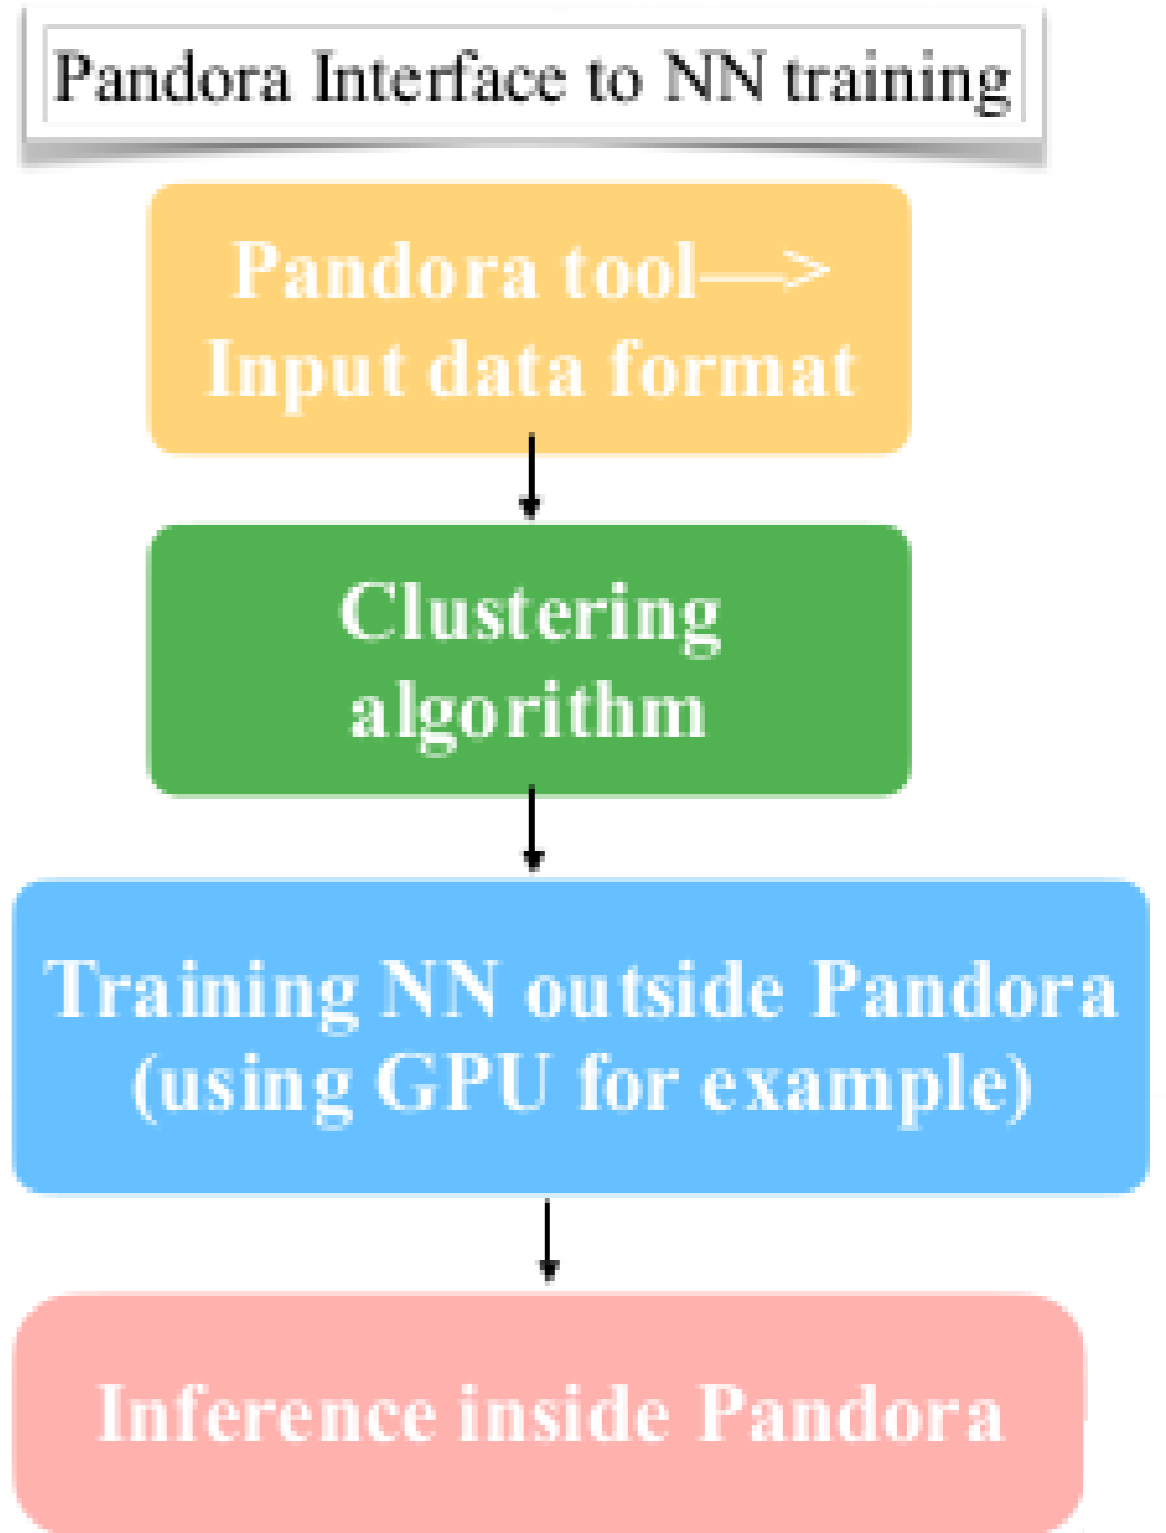 Pandora Interface to NN training
Pandora tool—>
Input data format
Clustering
algorithm
Training NN outside Pandora
(using GPU for example)
Inference inside Pandora